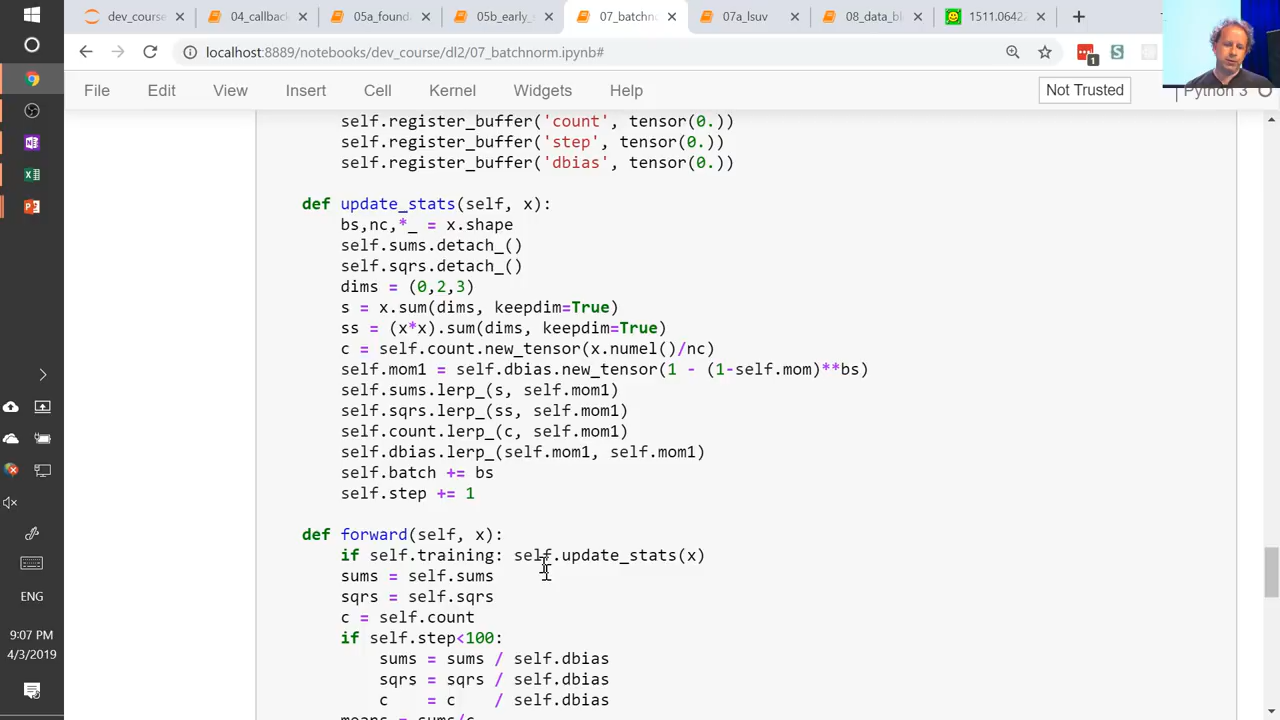 dev_course
04_callback
05a_found
05b_early_s
07_batchno
07a_lsuv
08_data_bl
1511.0642
localhost:8889/notebooks/dev_course/dl2/07_batchnorm.ipynb#
1
File Edit View Insert Cell Kernel Widgets Help
Not Trusted
Python 3
self.register_buffer('count', tensor(0.))
self.register_buffer('step', tensor(0.))
self.register_buffer('dbias', tensor(0.))
def update_stats(self, x):
bs,nc,*_ = x.shape
self.sums.detach_()
self.sqrs.detach_()
dims = (0,2,3)
s = x.sum(dims, keepdim=True)
ss = (x*x).sum(dims, keepdim=True)
c = self.count.new_tensor(x.numel()/nc)
self.mom1 = self.dbias.new_tensor(1 - (1-self.mom)**bs)
self.sums.lerp_(s, self.mom1)
self.sqrs.lerp_(ss, self.mom1)
self.count.lerp_(c, self.mom1)
self.dbias.lerp_(self.mom1, self.mom1)
self.batch += bs
self.step += 1
def forward(self, x):
if self.training: self.update_stats(x)
sums = self.sums
sqrs = self.sqrs
c = self.count
if self.step<100:
sums = sums / self.dbias
sqrs = sqrs / self.dbias
c = c / self.dbias
means = sums/c
ENG
9:07 PM
4/3/2019